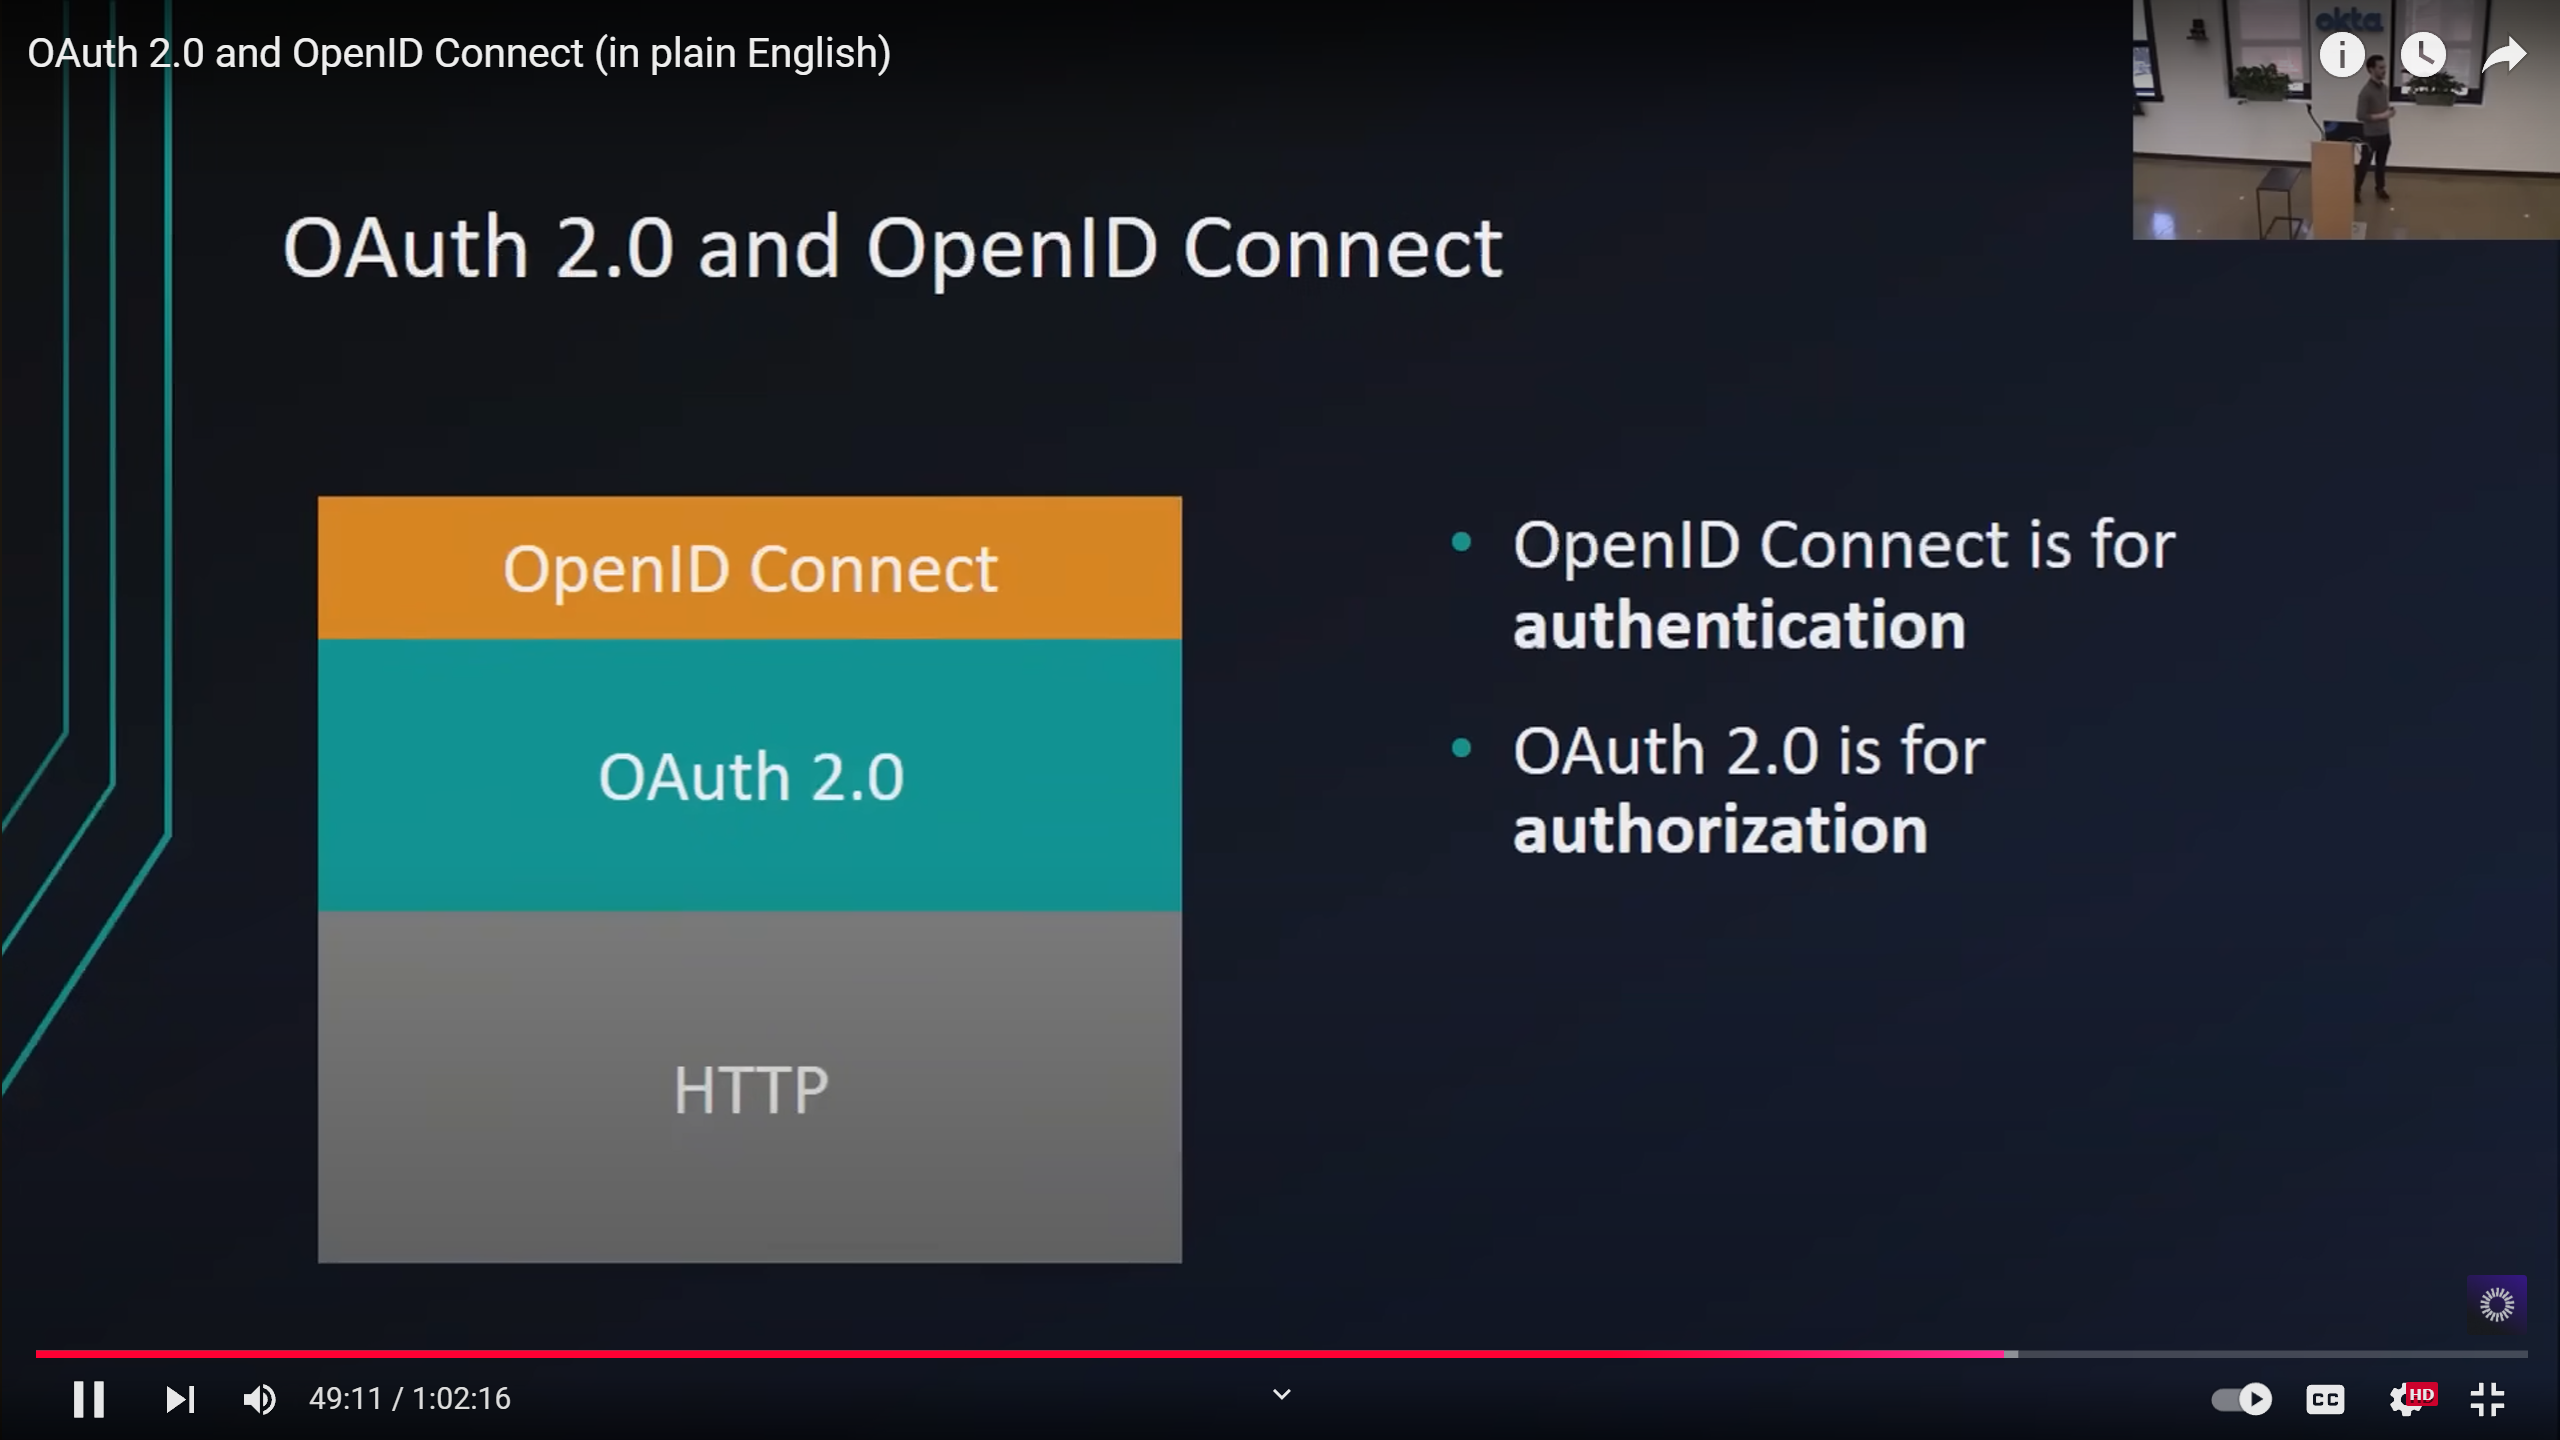 OAuth 2.0 and OpenID Connect (in plain English)
okta
OAuth 2.0 and OpenID Connect
OpenID Connect
OAuth 2.0
HTTP
• OpenID Connect is for
authentication
• OAuth 2.0 is for
authorization
49:11 / 1:02:16
CC
HD